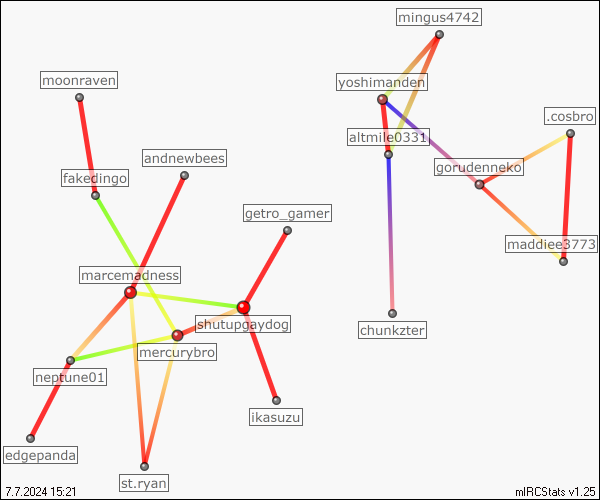 mingus4742
moonraven
yoshimanden
.cosbro
altmile0331
andnewbees
gorudenneko
fakedingo
getro_gamer
maddiee3773
marcemadness
shutupgaydog
chunkzter
mercurybro
neptune01
ikasuzu
edgepanda
st.ryan
7.7.2024 15:21
mIRCStats v1.25